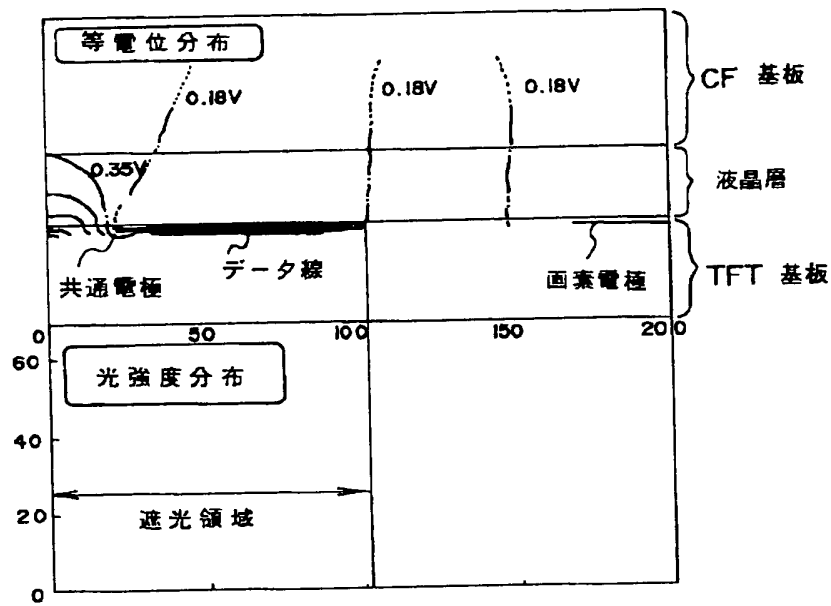 等電位分布
0.18V
0.18V
0.18V
CF 基板
0.35V
液晶層
共通電極
データ線
画素電極
TFT 基板
0
50
100
150
200
60
光強度分布
40
20
遮光領域
0